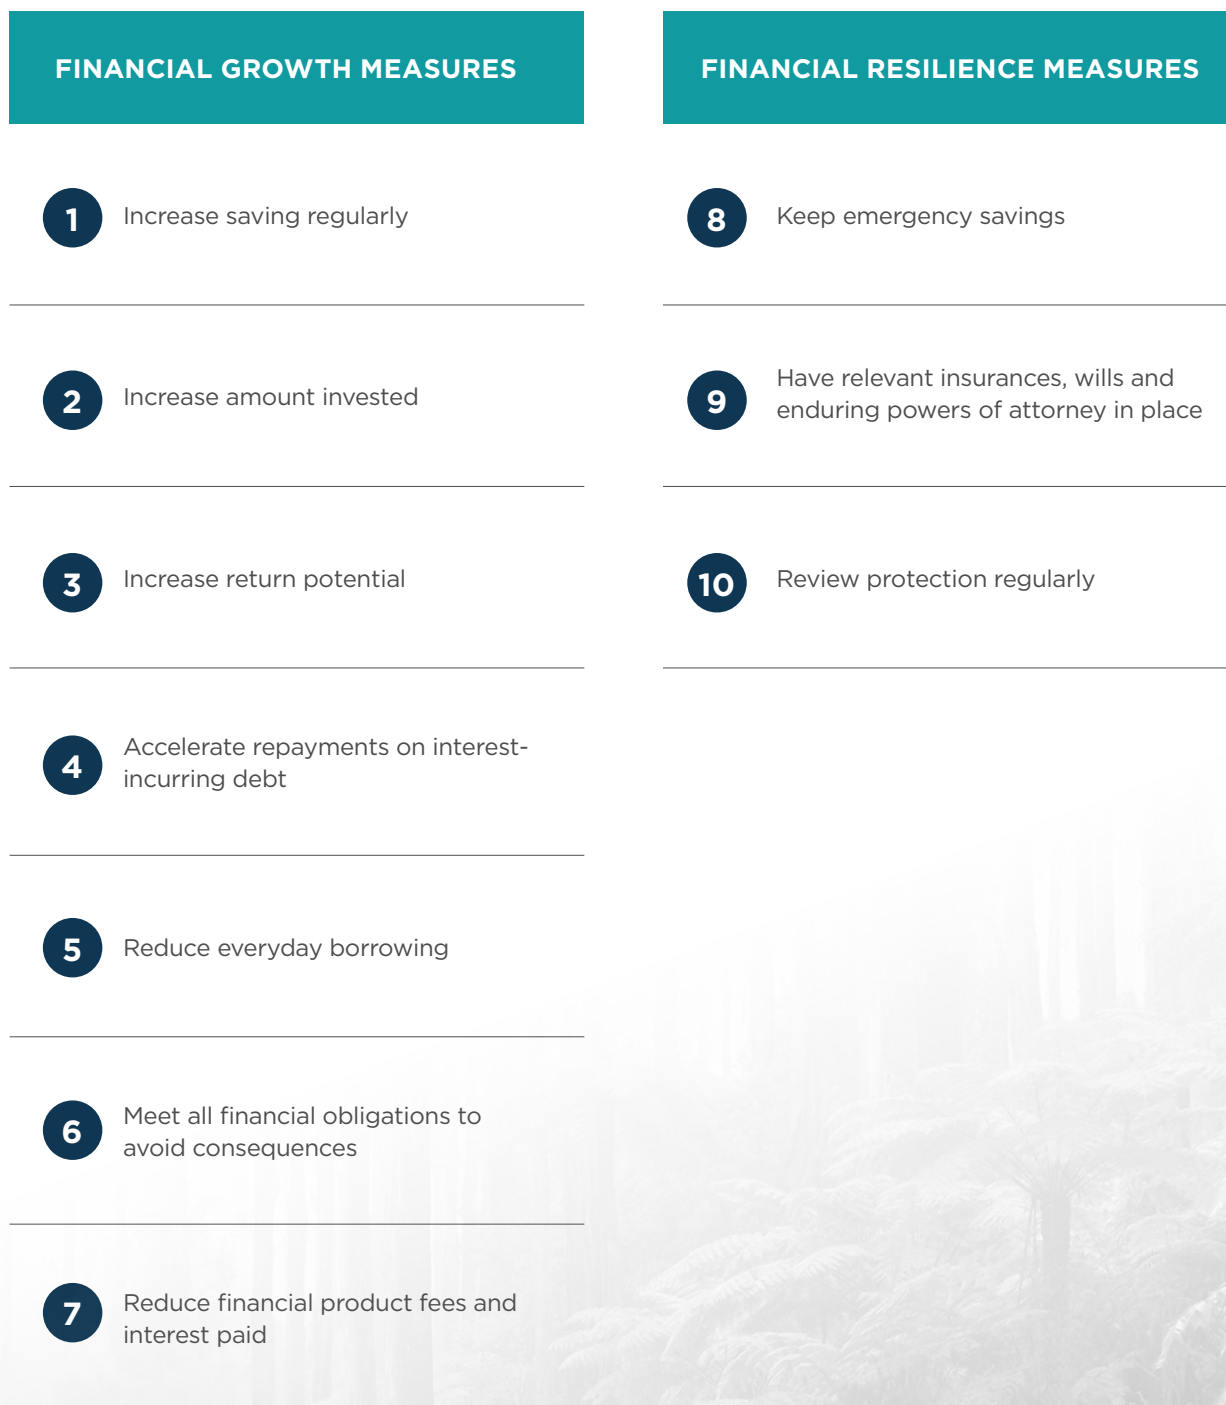 FINANCIAL GROWTH MEASURES
1
Increase saving regularly
2
Increase amount invested
3
Increase return potential
4
Accelerate repayments on interest-
incurring debt
5
Reduce everyday borrowing
6
Meet all financial obligations to
avoid consequences
7
Reduce financial product fees and
interest paid
FINANCIAL RESILIENCE MEASURES
8
Keep emergency savings
9
Have relevant insurances, wills and
enduring powers of attorney in place
10
Review protection regularly